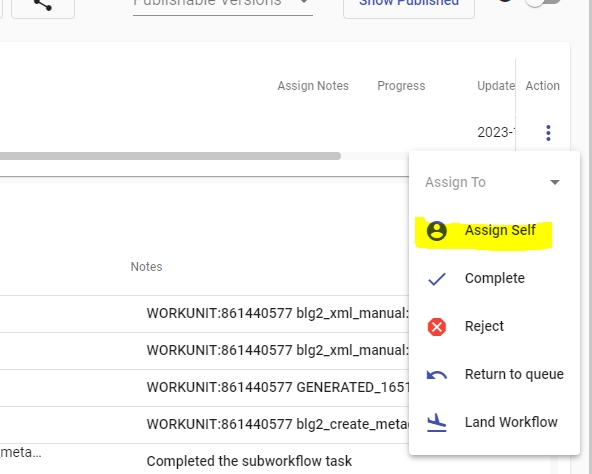 Publishable Versions
Show Published
Assign Notes Progress Update Action
2023-
Assign To
Assign Self
Notes
Complete
WORKUNIT:861440577 blg2_xml_manual:
Reject
WORKUNIT:861440577 blg2_xml_manual:
Return to queue
WORKUNIT:861440577 GENERATED_1651
WORKUNIT:861440577 blg2_create_meta
Land Workflow
_meta...
Completed the subworkflow task